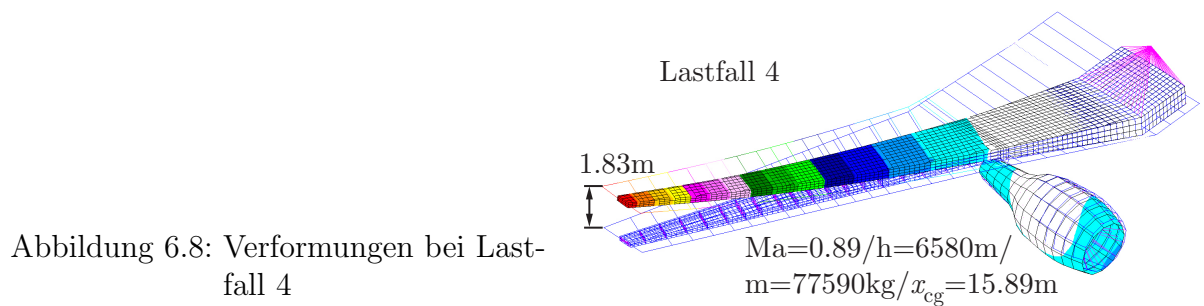 Lastfall 4
1.83m
Abbildung 6.8: Verformungen bei Last-
fall 4
Ma=0.89/h=6580m/
m=77590kg/xcg=15.89m